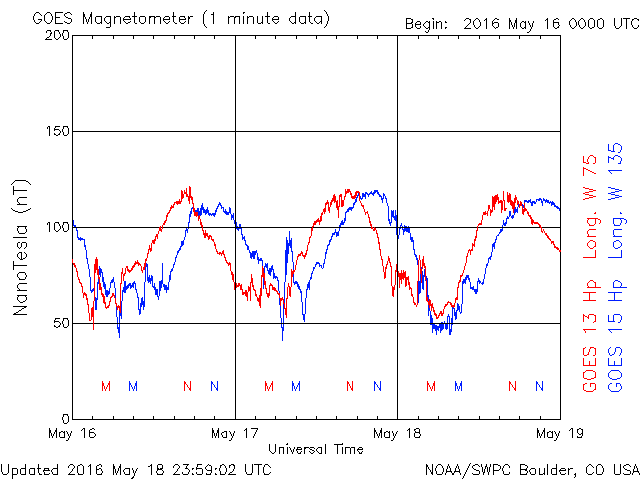 GOES Magnetometer (1 minute data)
Begin: 2016 May 16 0000 UTC
200
150
100
50
0
NanoTesla (nT)
M M N N M M N N M M N N
May 16 May 17 May 18 May 19
Universal Time
GOES 13 Hp Long. W 75
GOES 15 Hp Long. W 135
Updated 2016 May 18 23:59:02 UTC
NOAA/SWPC Boulder, CO USA